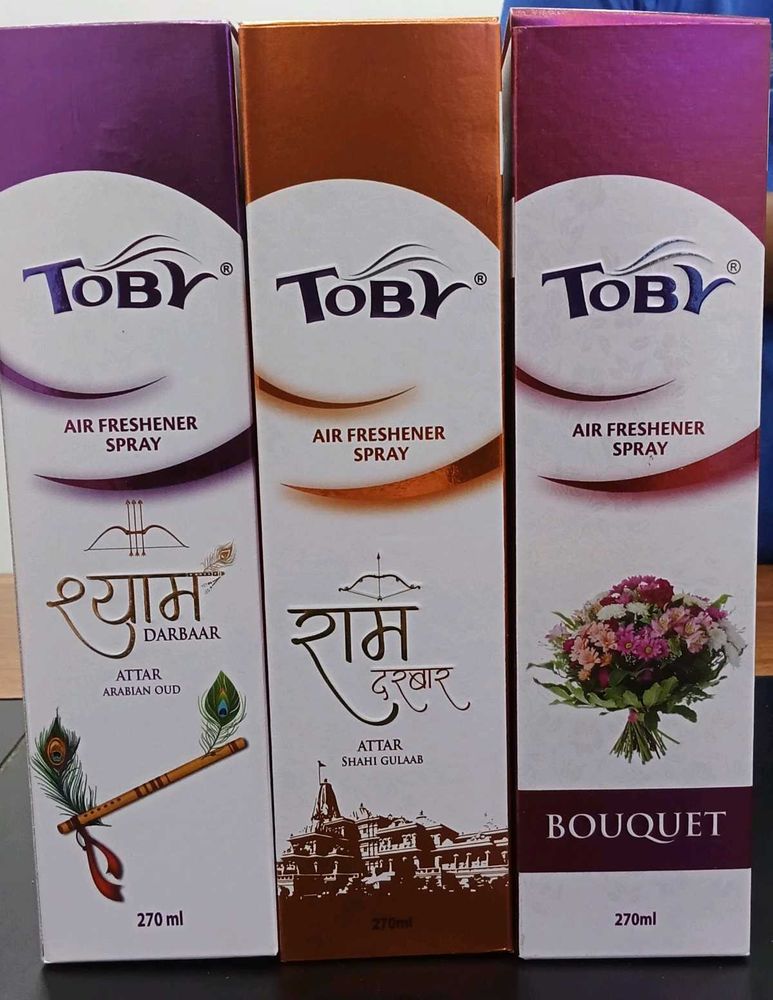 TOBY®
AIR FRESHENER
SPRAY
श्याम
DARBAAR
ATTAR
ARABIAN OUD
270 ml
TOBY®
AIR FRESHENER
SPRAY
राम
दरबार
ATTAR
SHAHI GULAAB
270ml
TOBY®
AIR FRESHENER
SPRAY
BOUQUET
270ml